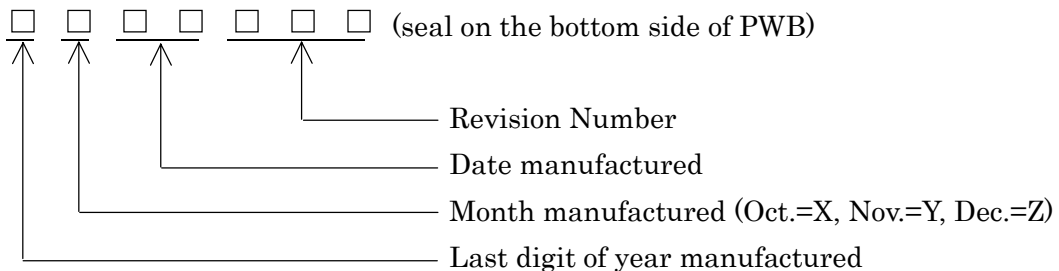 □ □ □ □ □ □ □ (seal on the bottom side of PWB)
Revision Number
Date manufactured
Month manufactured (Oct.=X, Nov.=Y, Dec.=Z)
Last digit of year manufactured